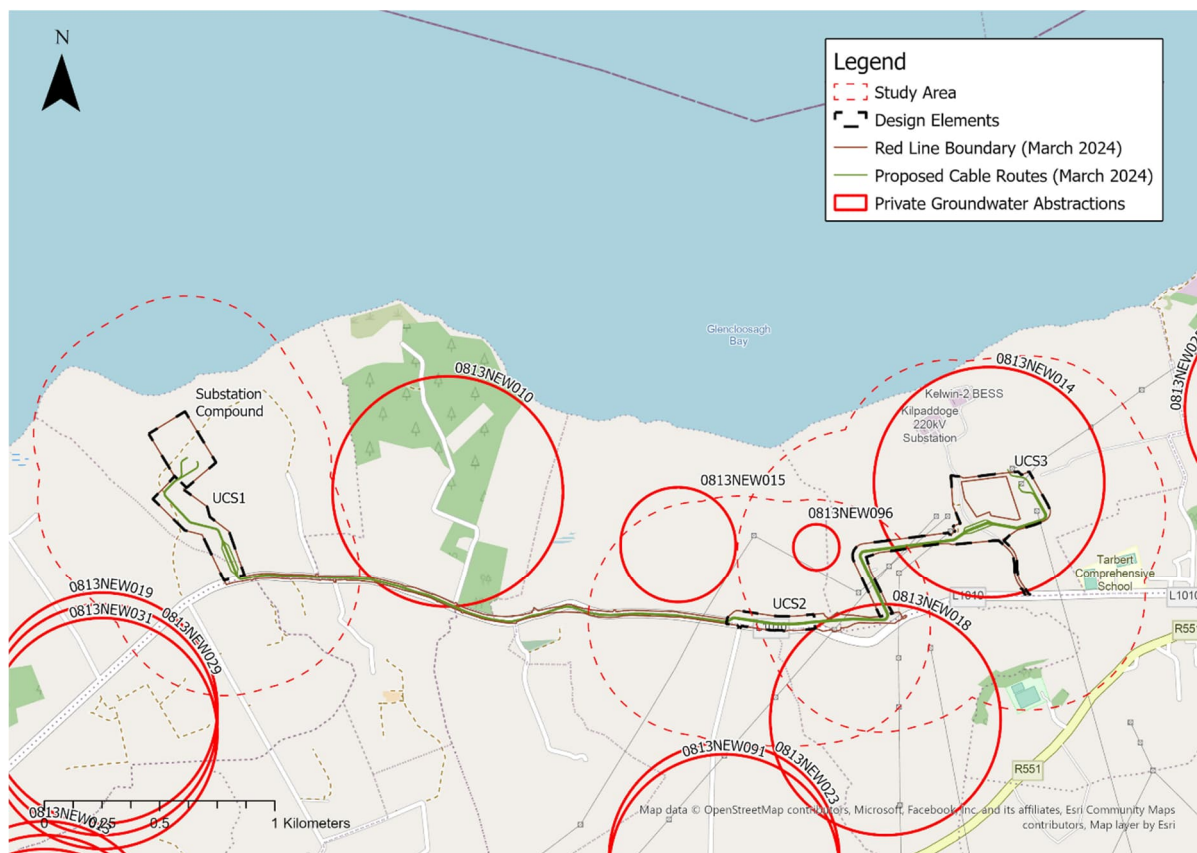 N
Legend
Study Area
Design Elements
Red Line Boundary (March 2024)
Proposed Cable Routes (March 2024)
Private Groundwater Abstractions
Glencloosagh
Bay
0813NEW010
0813NEW014
Substation
Compound
Kelwin-2 BESS
Kilpaddoge
220kV
Substation
UCS3
UCS1
0813NEW015
0813NEW096
Tarbert
Comprehensive
School
0813NEW019
0813NEW031
0813NEW029
UCS2
0813NEW018
L1010
L1010
R551
0813NEW091
0813NEW023
R551
0 0.25 0.5 1 Kilometers
Map data © OpenStreetMap contributors, Microsoft, Facebook, Inc. and its affiliates, Esri Community Maps
contributors, Map layer by Esri